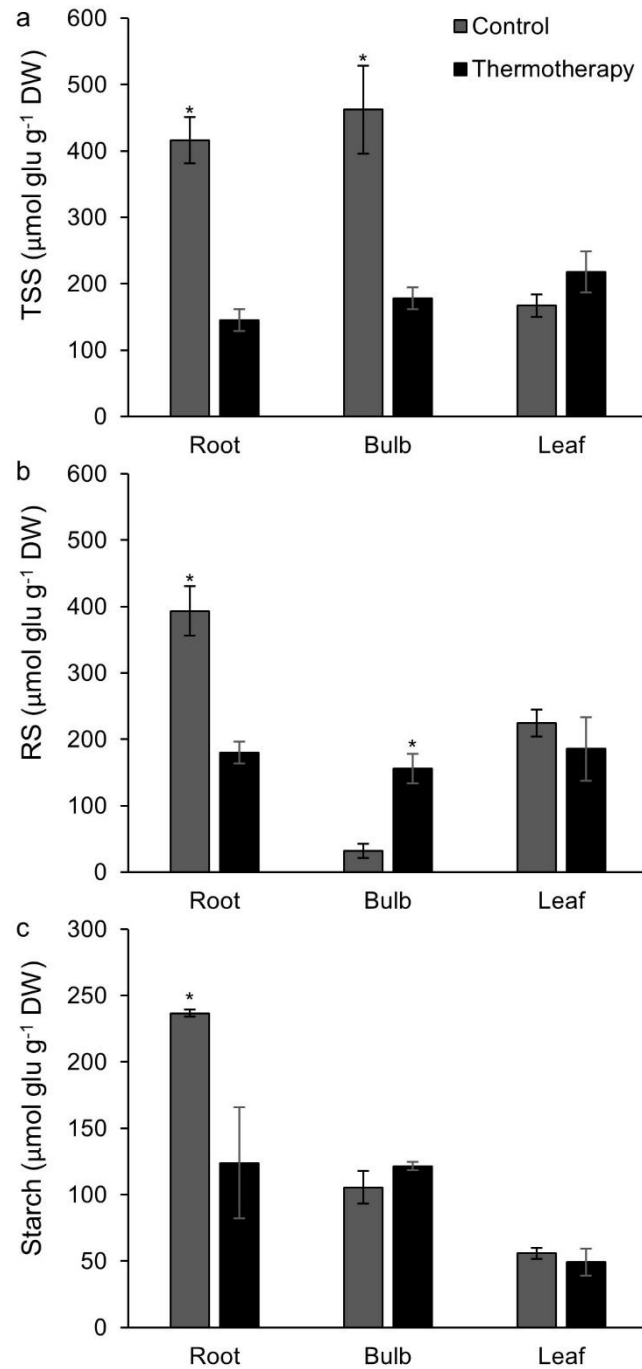 a
600
500
400
300
200
100
0
TSS (µmol glu g⁻¹ DW)
Control
Thermotherapy
*
*
Root Bulb Leaf
b
600
500
400
300
200
100
0
RS (µmol glu g⁻¹ DW)
*
*
Root Bulb Leaf
c
300
250
200
150
100
50
0
Starch (µmol glu g⁻¹ DW)
*
Root Bulb Leaf